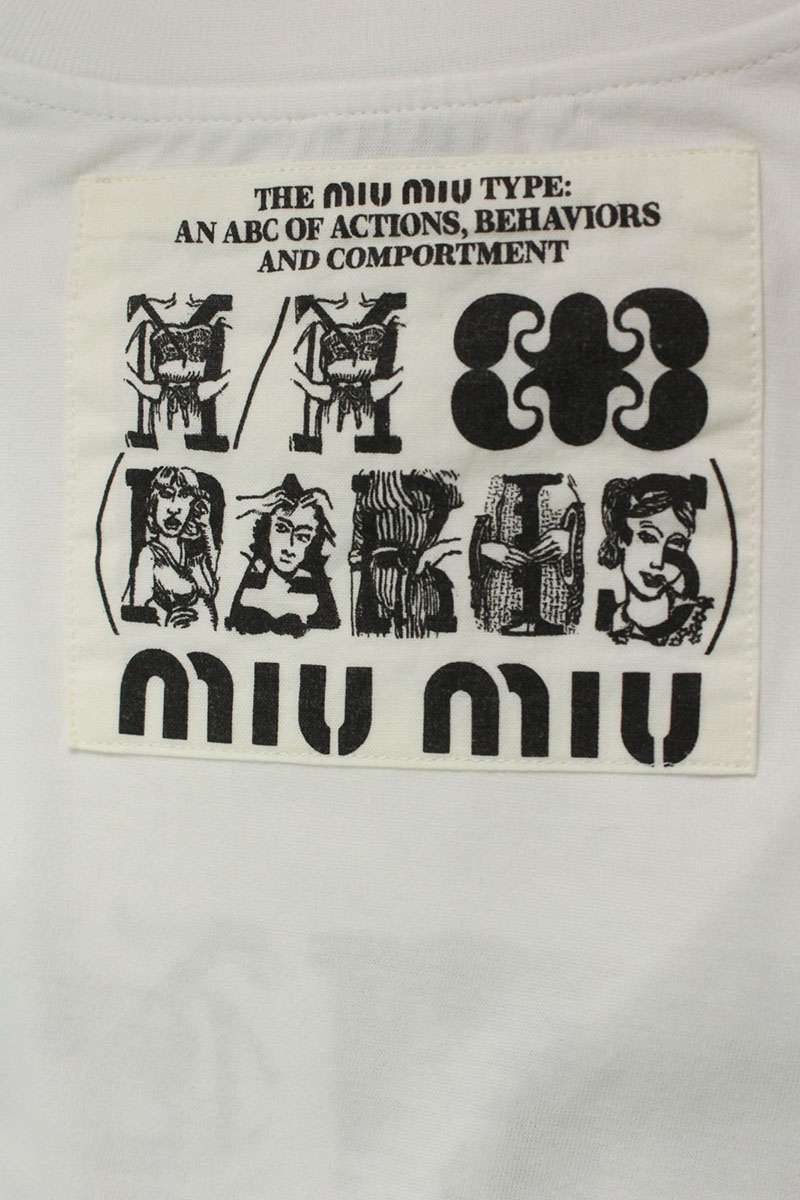 THE MIU MIU TYPE:
AN ABC OF ACTIONS, BEHAVIORS
AND COMPORTMENT
M/M
(PARIS)
MIU MIU